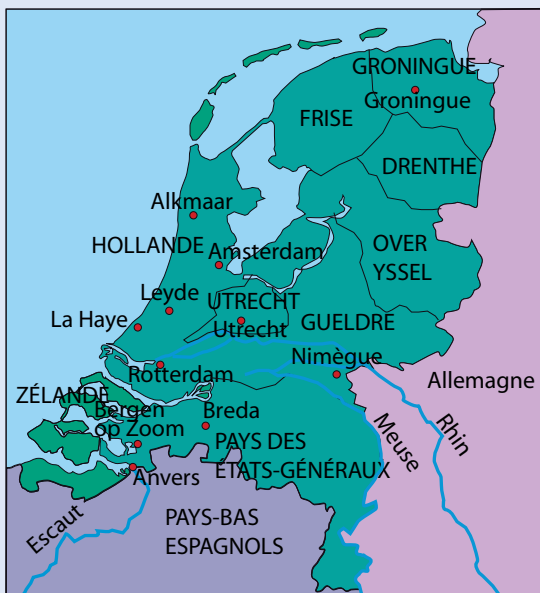 GRONINGUE
Groningue
FRISE
DRENTHE
Alkmaar
HOLLANDE
Amsterdam
OVER
YSSEL
Leyde
UTRECHT
La Haye
Utrecht
GUELDRE
Nimègue
Rotterdam
Allemagne
ZÉLANDE
Bergen
op Zoom
Breda
Meuse
Rhin
PAYS DES
ÉTATS-GÉNÉRAUX
Anvers
Escaut
PAYS-BAS
ESPAGNOLS